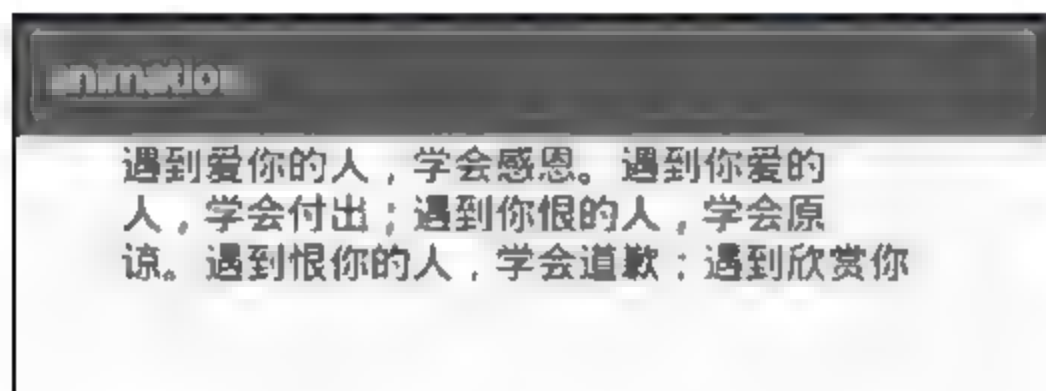 animation
遇到爱你的人，学会感恩。遇到你爱的
人，学会付出；遇到你恨的人，学会原
谅。遇到恨你的人，学会道歉；遇到欣赏你